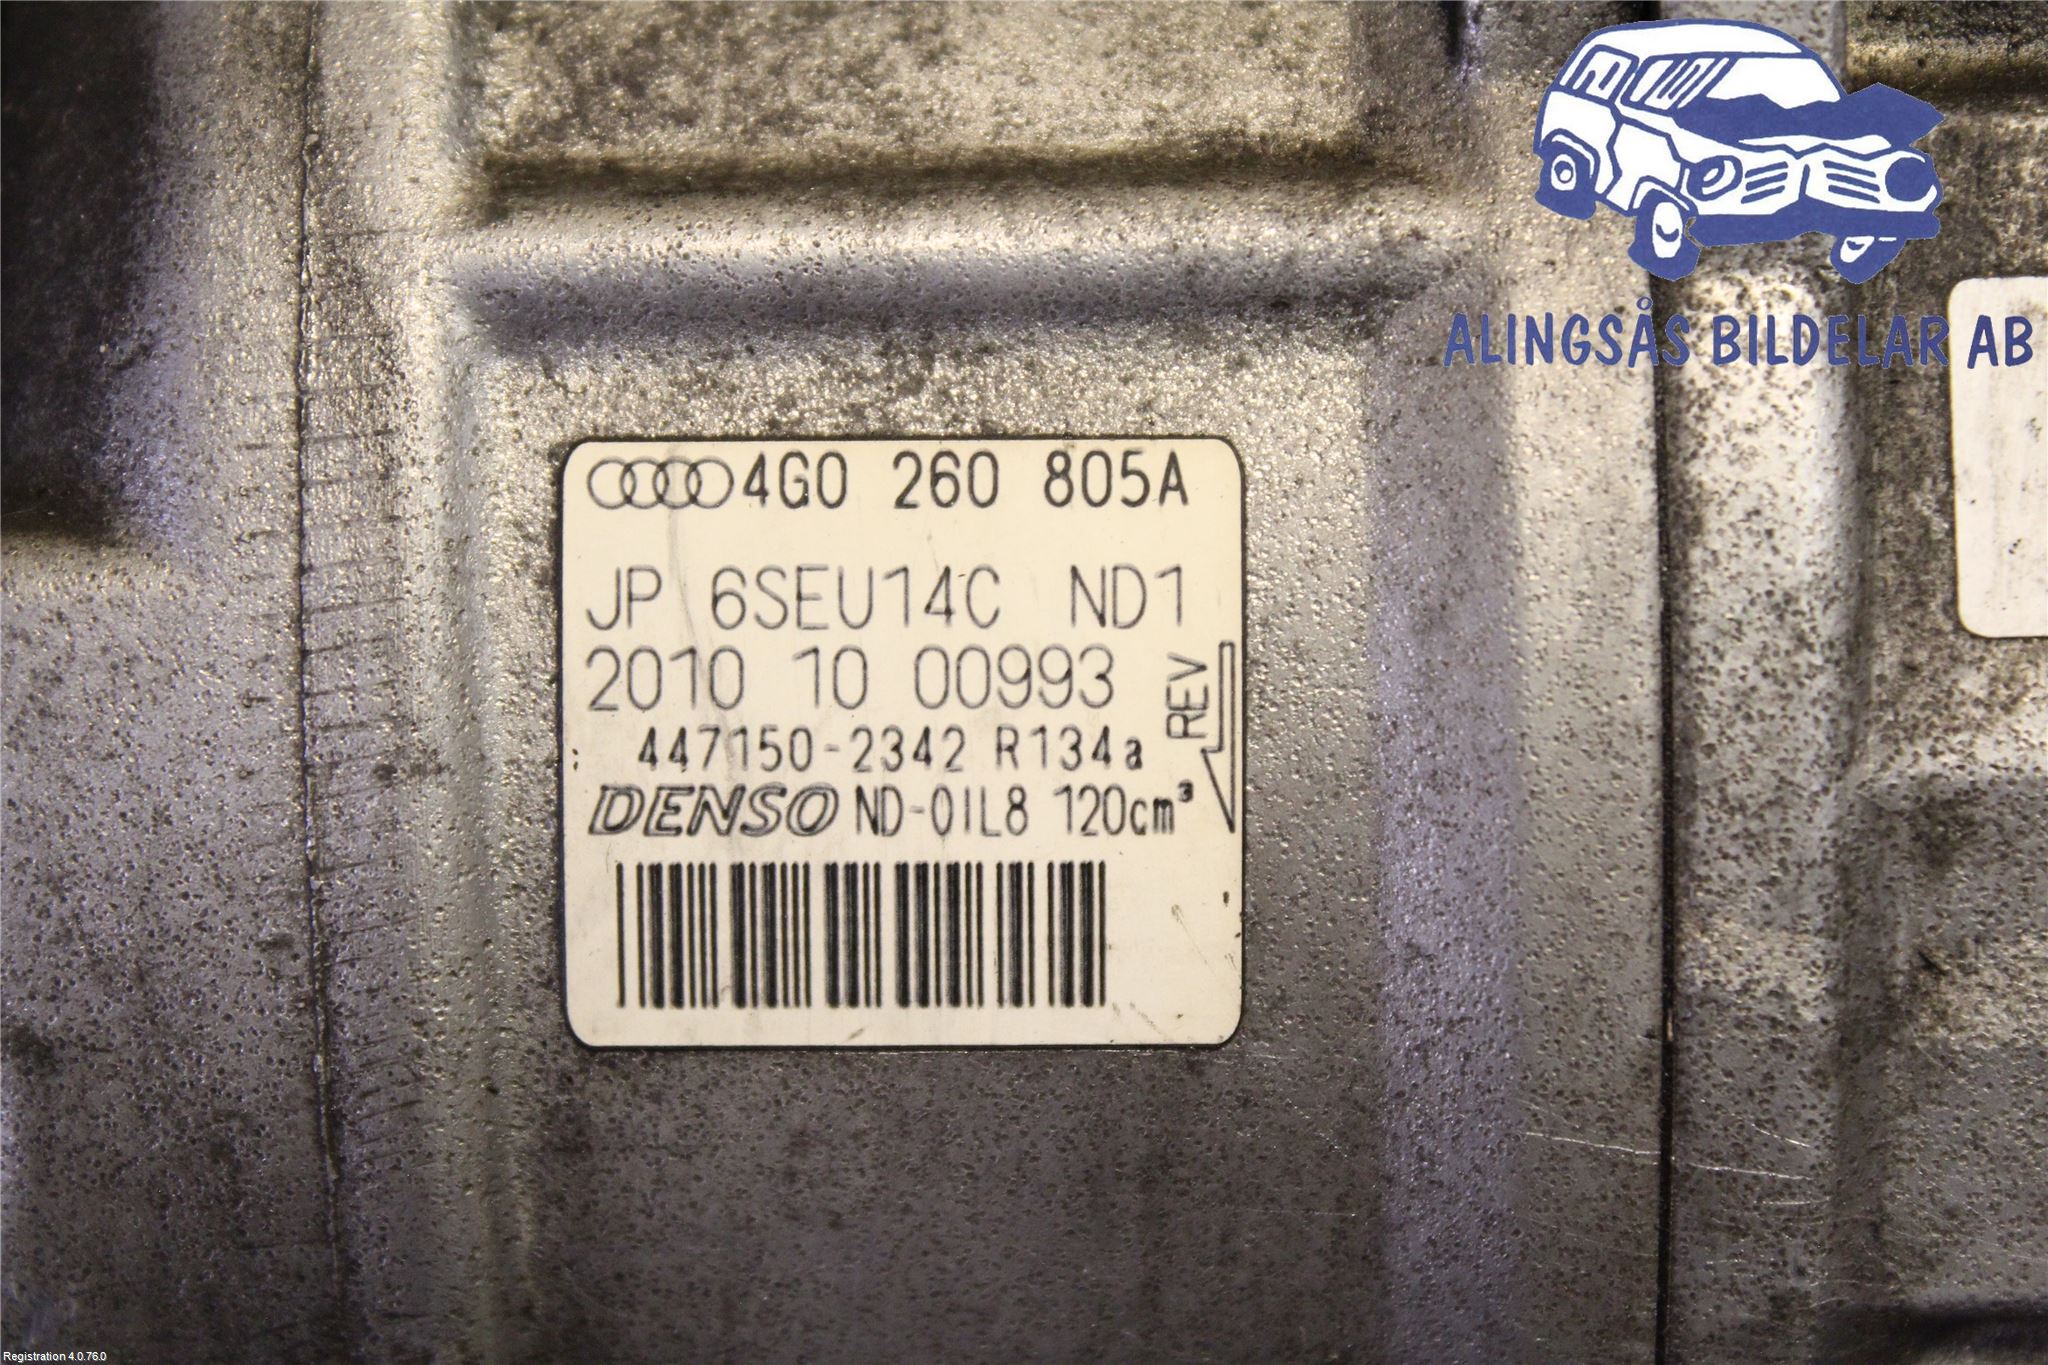 ALINGSÅS BILDELAR AB
4G0 260 805A
JP 6SEU14C ND1
2010 10 00993
REV
447150-2342 R134a
DENSO ND-OIL8 120cm³
Registration 4.0.76.0